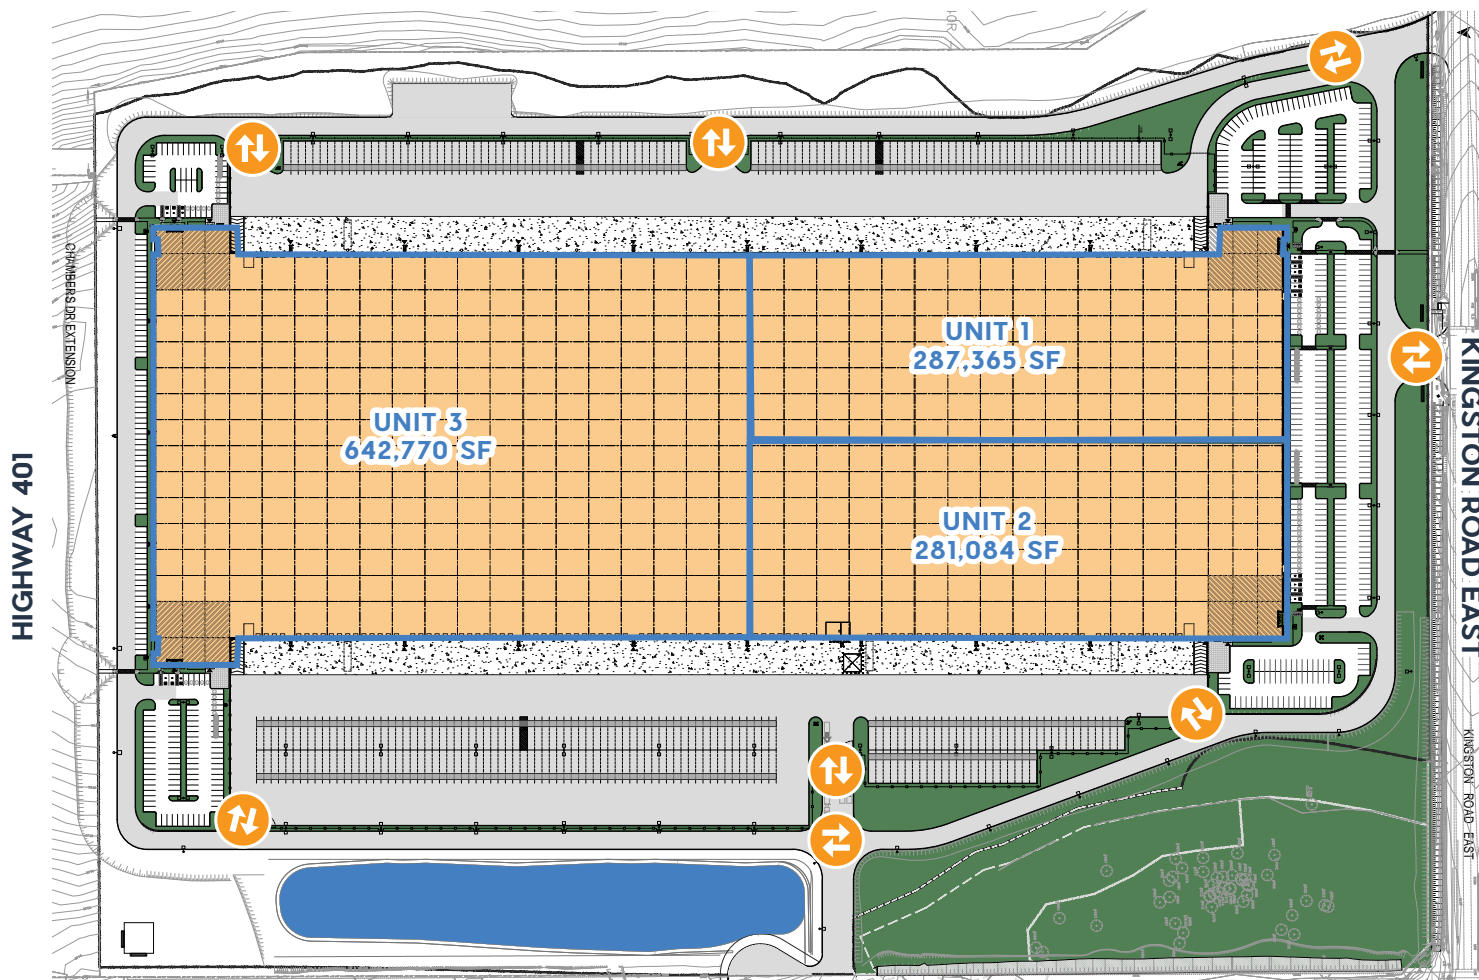 CHEMBERS DR EXTENSION
HIGHWAY 401
UNIT 1
287,365 SF
UNIT 3
642,770 SF
UNIT 2
281,084 SF
KINGSTON ROAD EAST
KINGSTON ROAD EAST